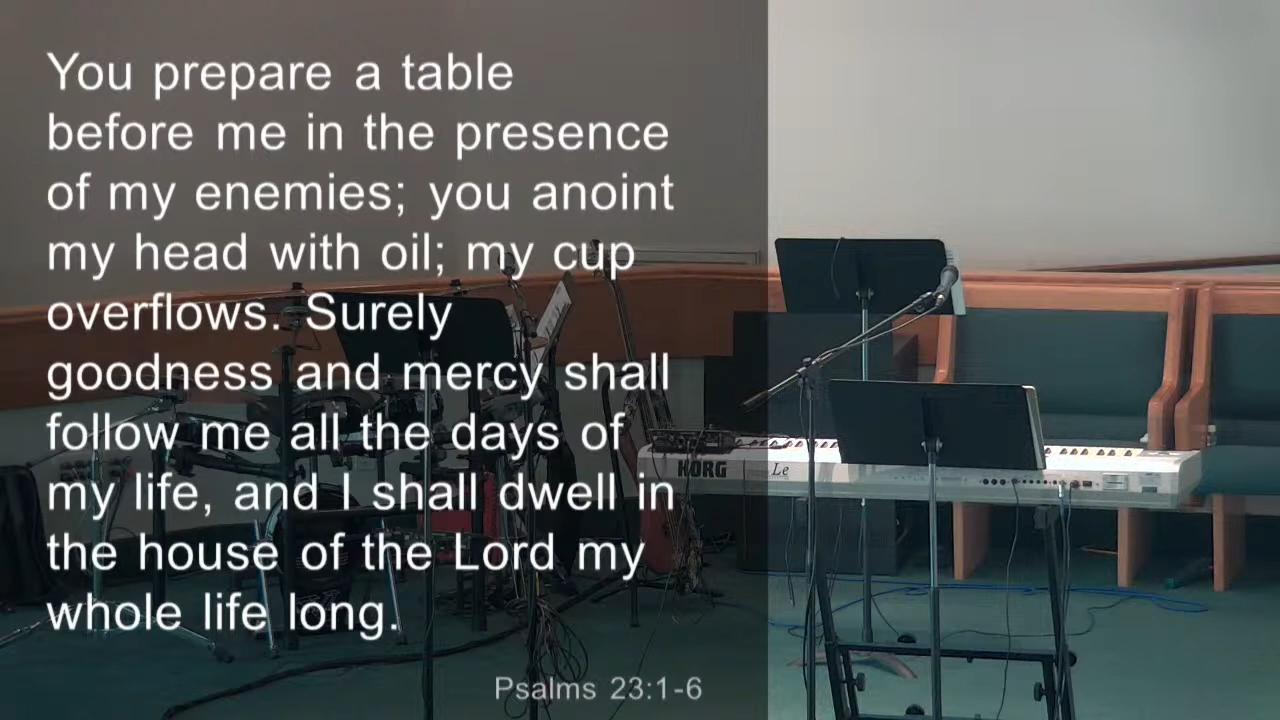 You prepare a table
before me in the presence
of my enemies; you anoint
my head with oil; my cup
overflows. Surely
goodness and mercy shall
follow me all the days of
my life, and I shall dwell in
the house of the Lord my
whole life long.
Psalms 23:1-6
KORG
Le